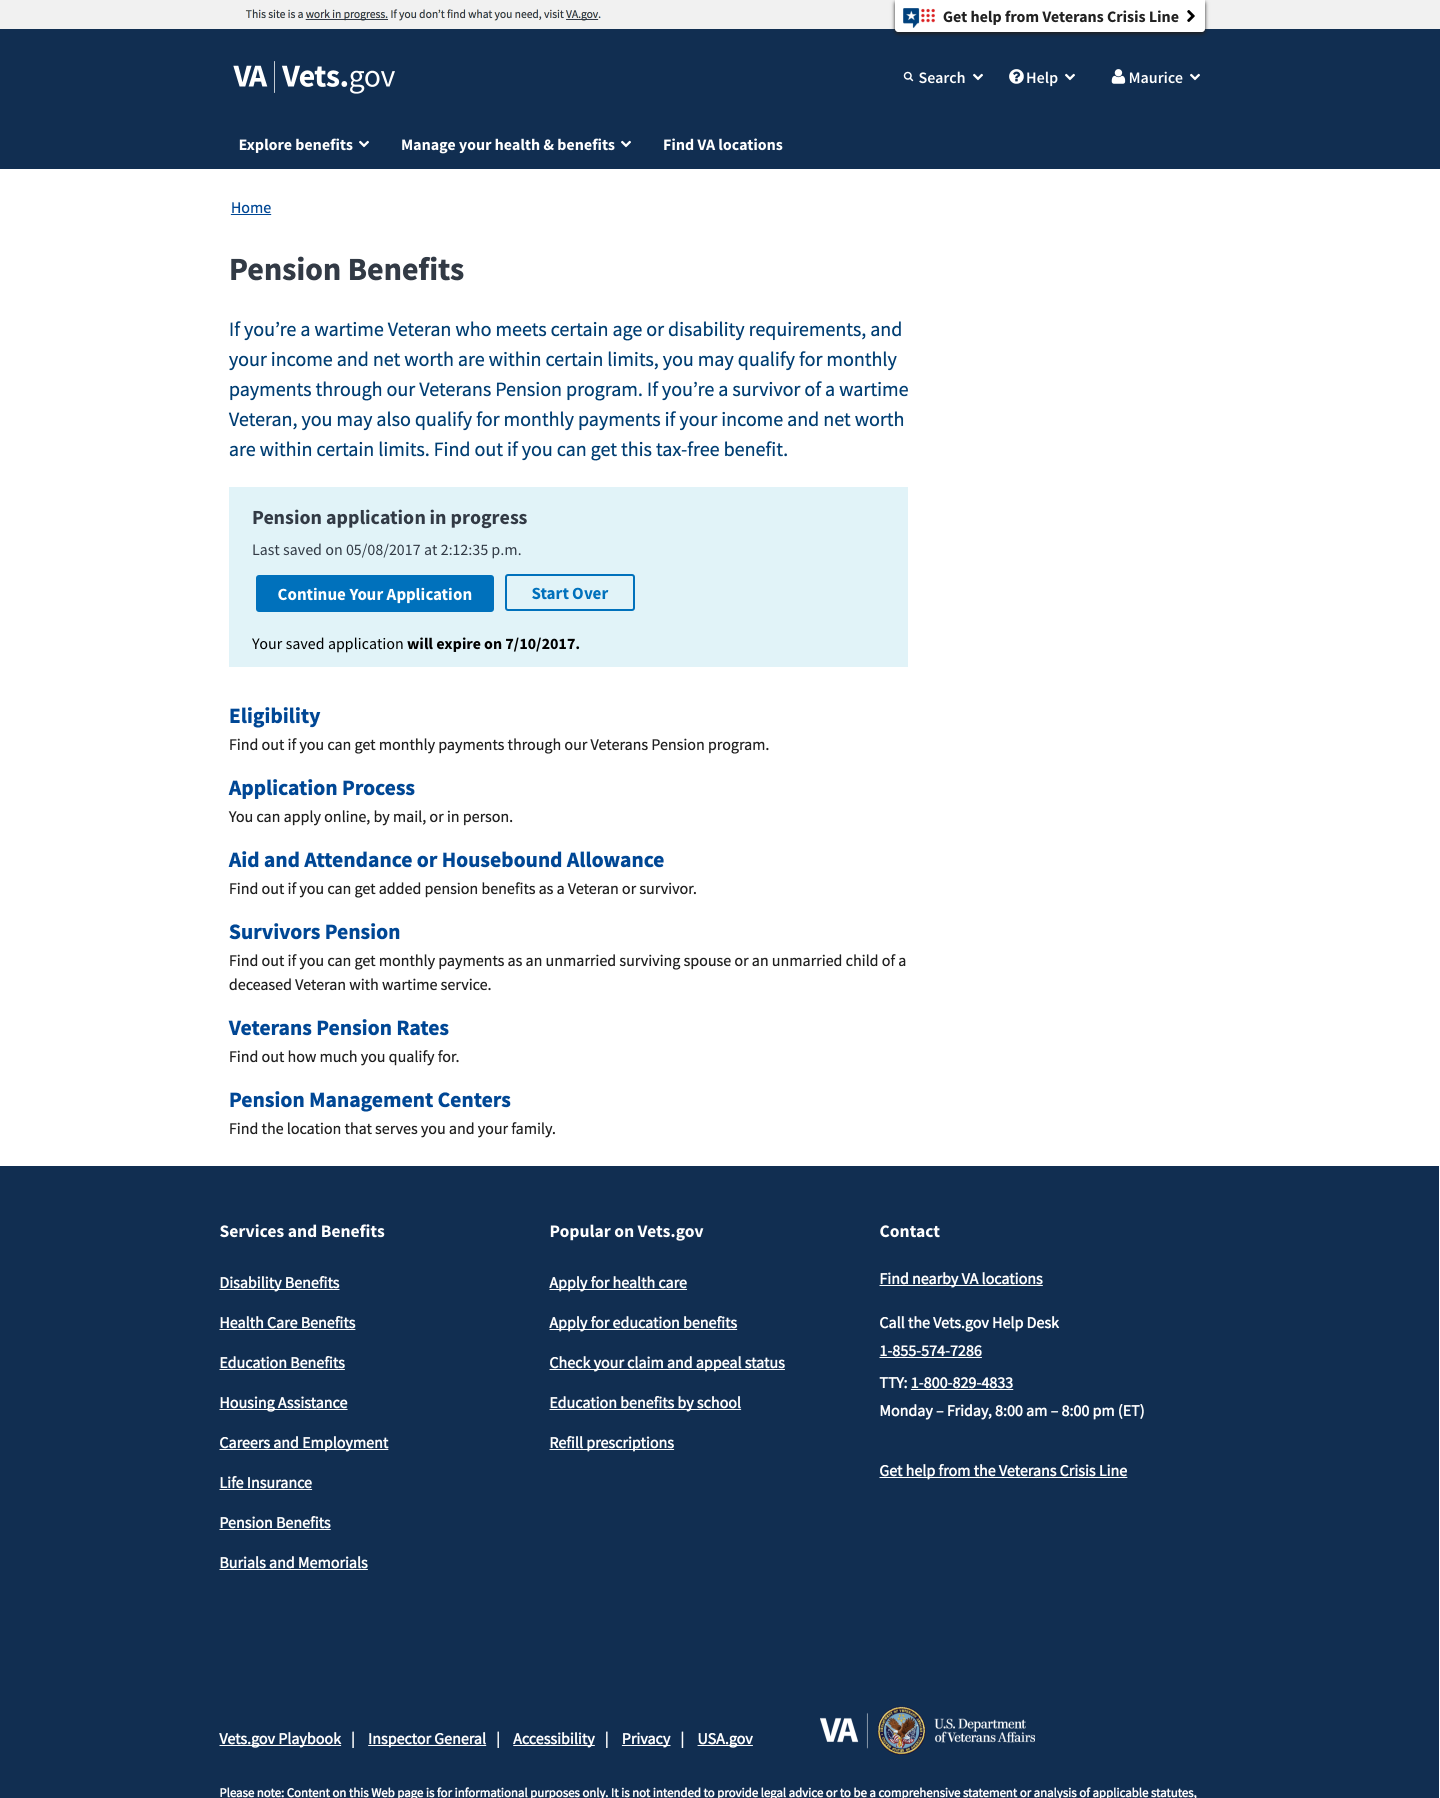 This site is a work in progress. If you don't find what you need, visit VA.gov.
Get help from Veterans Crisis Line
VA | Vets.gov
Search
Help
Maurice
Explore benefits
Manage your health & benefits
Find VA locations
Home
Pension Benefits
If you're a wartime Veteran who meets certain age or disability requirements, and
your income and net worth are within certain limits, you may qualify for monthly
payments through our Veterans Pension program. If you're a survivor of a wartime
Veteran, you may also qualify for monthly payments if your income and net worth
are within certain limits. Find out if you can get this tax-free benefit.
Pension application in progress
Last saved on 05/08/2017 at 2:12:35 p.m.
Continue Your Application
Start Over
Your saved application will expire on 7/10/2017.
Eligibility
Find out if you can get monthly payments through our Veterans Pension program.
Application Process
You can apply online, by mail, or in person.
Aid and Attendance or Housebound Allowance
Find out if you can get added pension benefits as a Veteran or survivor.
Survivors Pension
Find out if you can get monthly payments as an unmarried surviving spouse or an unmarried child of a
deceased Veteran with wartime service.
Veterans Pension Rates
Find out how much you qualify for.
Pension Management Centers
Find the location that serves you and your family.
Services and Benefits
Disability Benefits
Health Care Benefits
Education Benefits
Housing Assistance
Careers and Employment
Life Insurance
Pension Benefits
Burials and Memorials
Popular on Vets.gov
Apply for health care
Apply for education benefits
Check your claim and appeal status
Education benefits by school
Refill prescriptions
Contact
Find nearby VA locations
Call the Vets.gov Help Desk
1-855-574-7286
TTY: 1-800-829-4833
Monday – Friday, 8:00 am – 8:00 pm (ET)
Get help from the Veterans Crisis Line
Vets.gov Playbook | Inspector General | Accessibility | Privacy | USA.gov
VA
U.S. Department
of Veterans Affairs
Please note: Content on this Web page is for informational purposes only. It is not intended to provide legal advice or to be a comprehensive statement or analysis of applicable statutes,